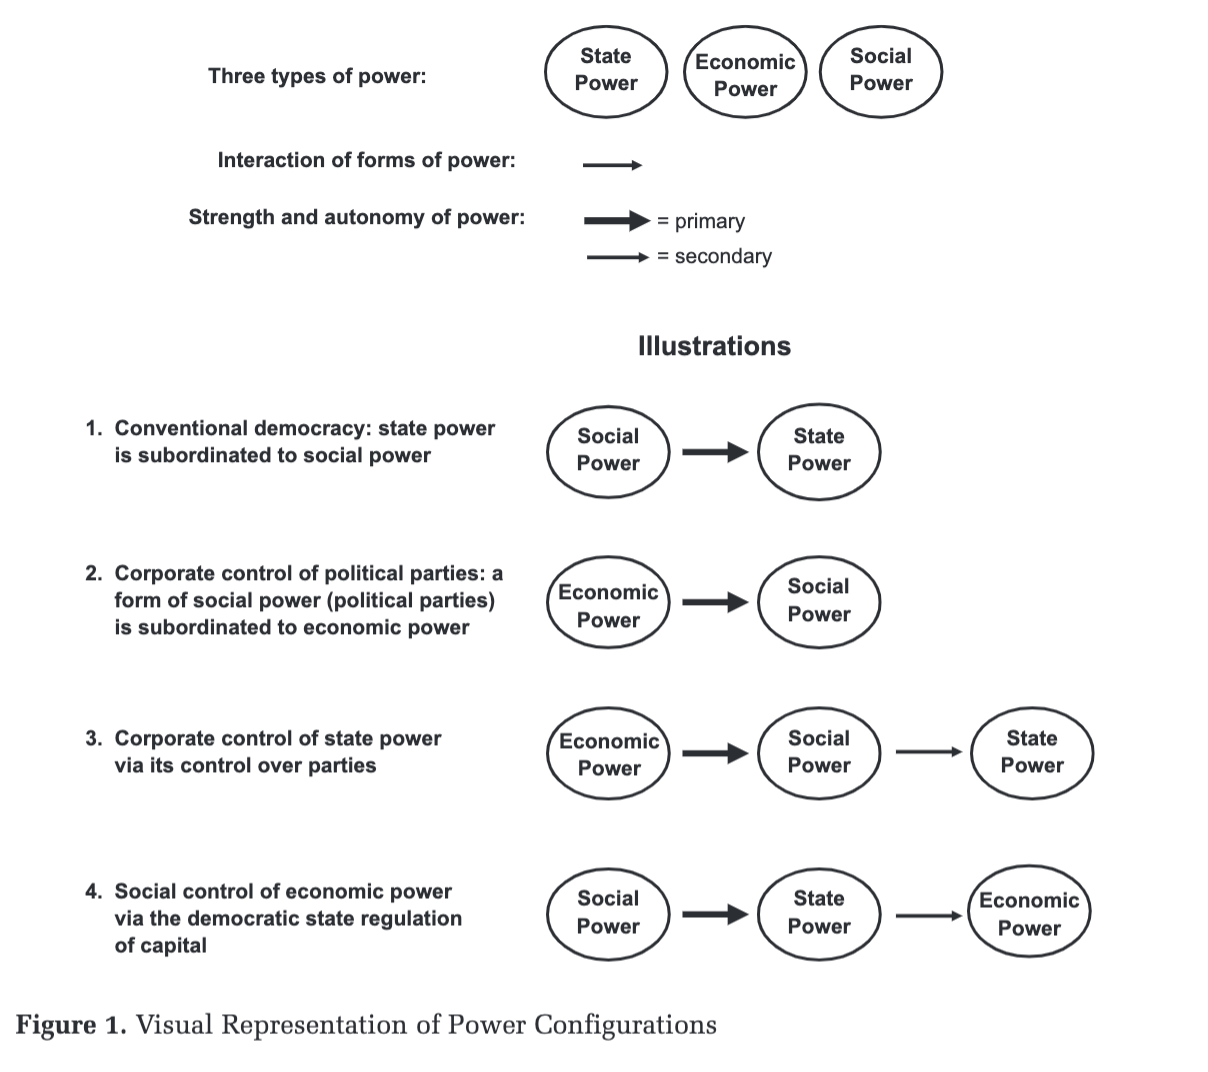 Three types of power:
State
Power
Economic
Power
Social
Power
Interaction of forms of power:
Strength and autonomy of power:
= primary
= secondary
Illustrations
1. Conventional democracy: state power
is subordinated to social power
Social
Power
State
Power
2. Corporate control of political parties: a
form of social power (political parties)
is subordinated to economic power
Economic
Power
Social
Power
3. Corporate control of state power
via its control over parties
Economic
Power
Social
Power
State
Power
4. Social control of economic power
via the democratic state regulation
of capital
Social
Power
State
Power
Economic
Power
Figure 1. Visual Representation of Power Configurations